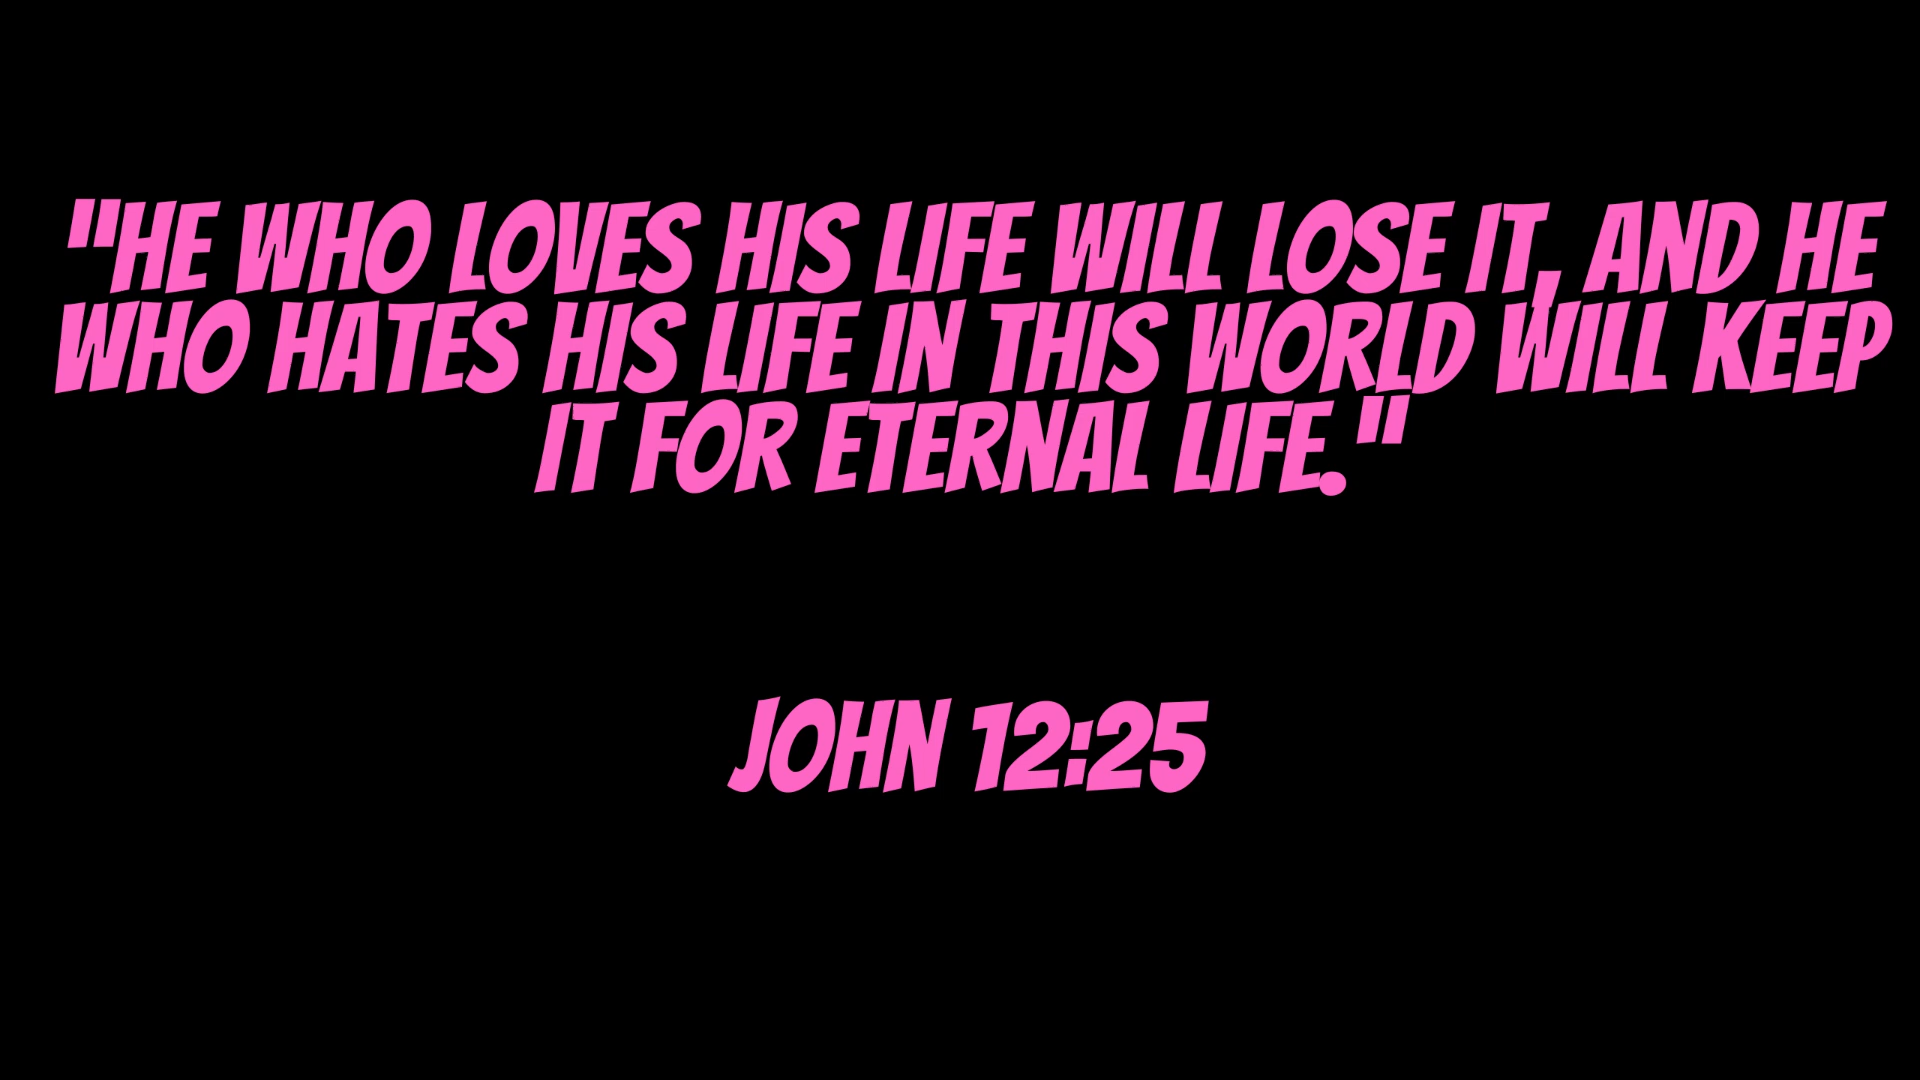 "HE WHO LOVES HIS LIFE WILL LOSE IT, AND HE
WHO HATES HIS LIFE IN THIS WORLD WILL KEEP
IT FOR ETERNAL LIFE."
JOHN 12:25